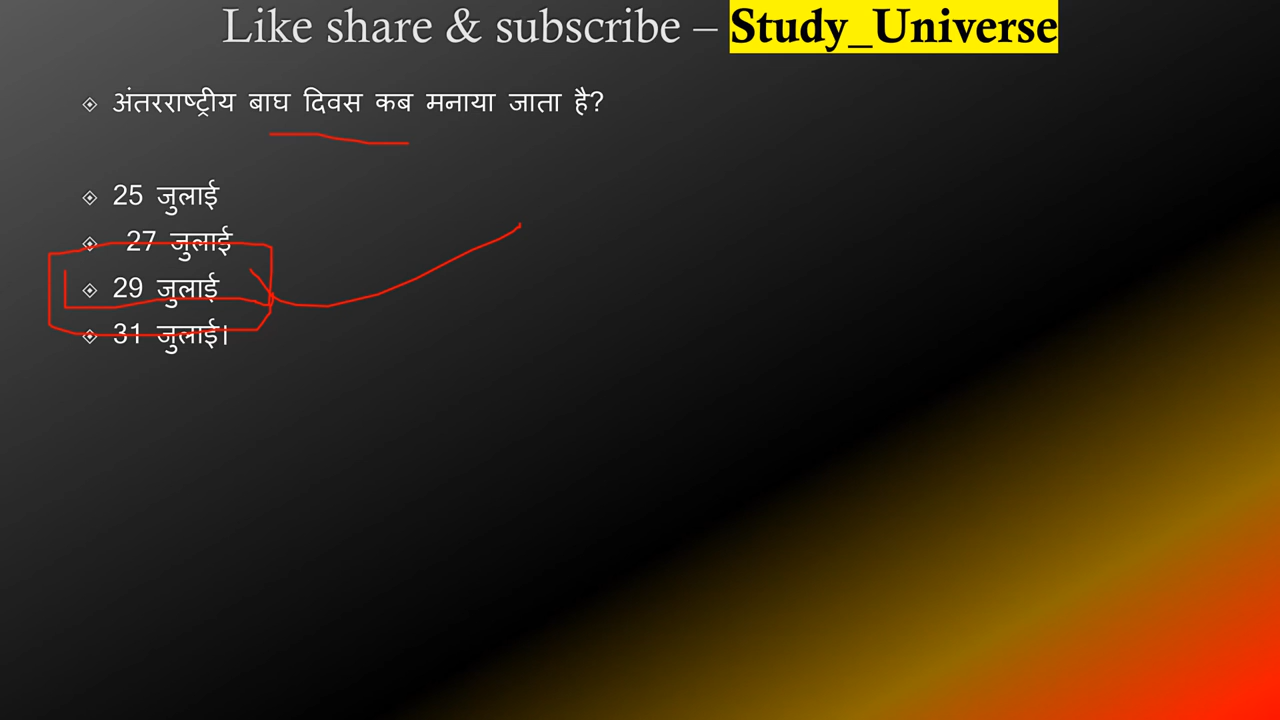 Like share & subscribe – Study_Universe
अंतरराष्ट्रीय बाघ दिवस कब मनाया जाता है?
25 जुलाई
27 जुलाई
29 जुलाई
31 जुलाई।